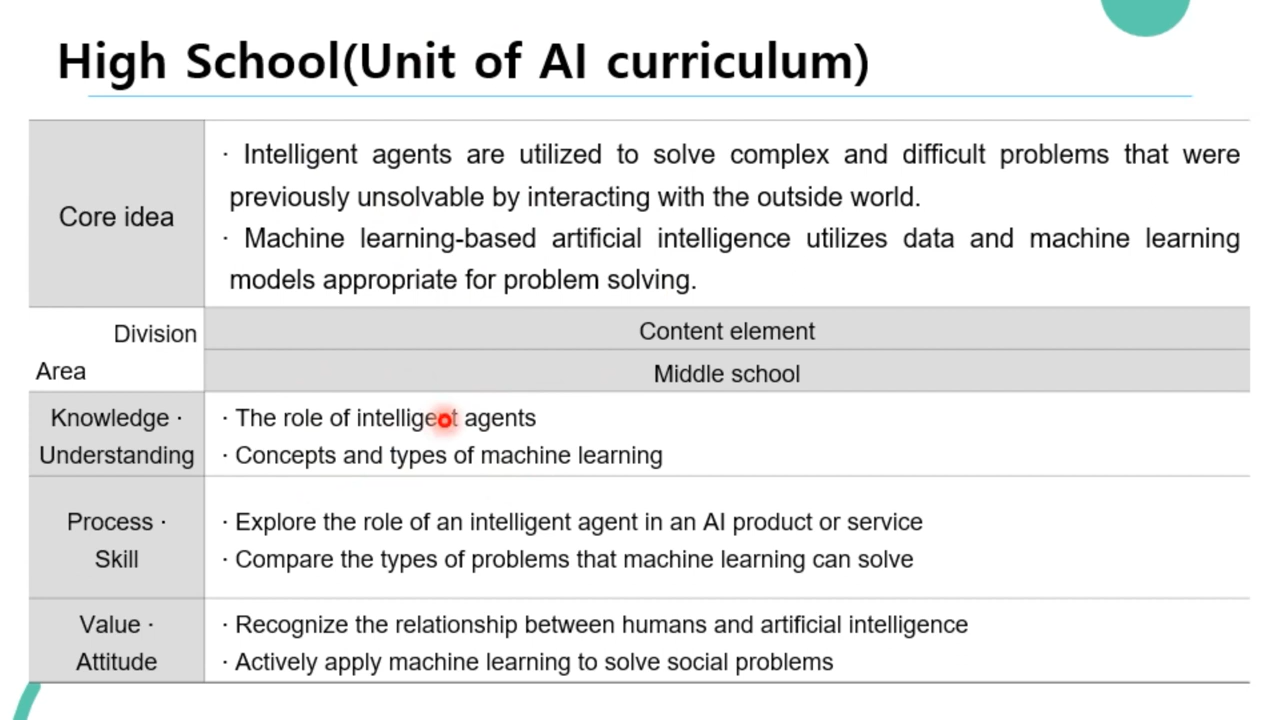 High School(Unit of AI curriculum)
Core idea
· Intelligent agents are utilized to solve complex and difficult problems that were
previously unsolvable by interacting with the outside world.
· Machine learning-based artificial intelligence utilizes data and machine learning
models appropriate for problem solving.
Division
Area
Content element
Middle school
Knowledge ·
Understanding
· The role of intelligent agents
· Concepts and types of machine learning
Process ·
Skill
· Explore the role of an intelligent agent in an AI product or service
· Compare the types of problems that machine learning can solve
Value ·
Attitude
· Recognize the relationship between humans and artificial intelligence
· Actively apply machine learning to solve social problems